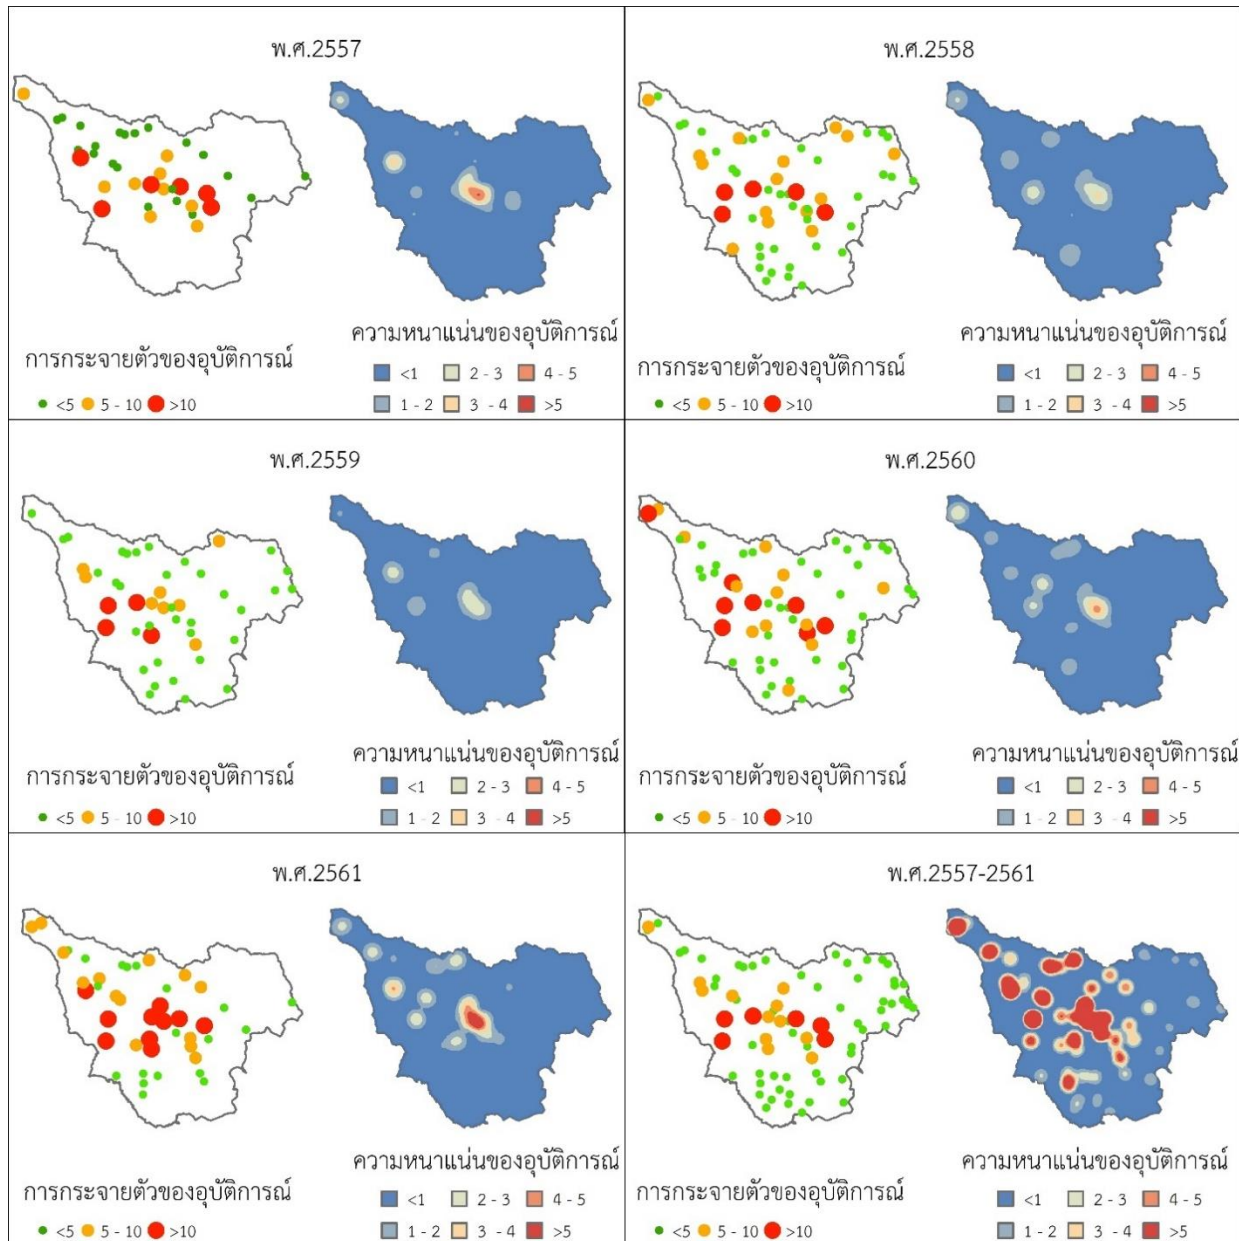 พ.ศ.2557
ความหนาแน่นของอุบัติการณ์
การกระจายตัวของอุบัติการณ์
<1 2 - 3 4 - 5
<5 5 - 10 >10
1 - 2 3 - 4 >5
พ.ศ.2558
ความหนาแน่นของอุบัติการณ์
การกระจายตัวของอุบัติการณ์
<1 2 - 3 4 - 5
<5 5 - 10 >10
1 - 2 3 - 4 >5
พ.ศ.2559
ความหนาแน่นของอุบัติการณ์
การกระจายตัวของอุบัติการณ์
<1 2 - 3 4 - 5
<5 5 - 10 >10
1 - 2 3 - 4 >5
พ.ศ.2560
ความหนาแน่นของอุบัติการณ์
การกระจายตัวของอุบัติการณ์
<1 2 - 3 4 - 5
<5 5 - 10 >10
1 - 2 3 - 4 >5
พ.ศ.2561
ความหนาแน่นของอุบัติการณ์
การกระจายตัวของอุบัติการณ์
<1 2 - 3 4 - 5
<5 5 - 10 >10
1 - 2 3 - 4 >5
พ.ศ.2557-2561
ความหนาแน่นของอุบัติการณ์
การกระจายตัวของอุบัติการณ์
<1 2 - 3 4 - 5
<5 5 - 10 >10
1 - 2 3 - 4 >5